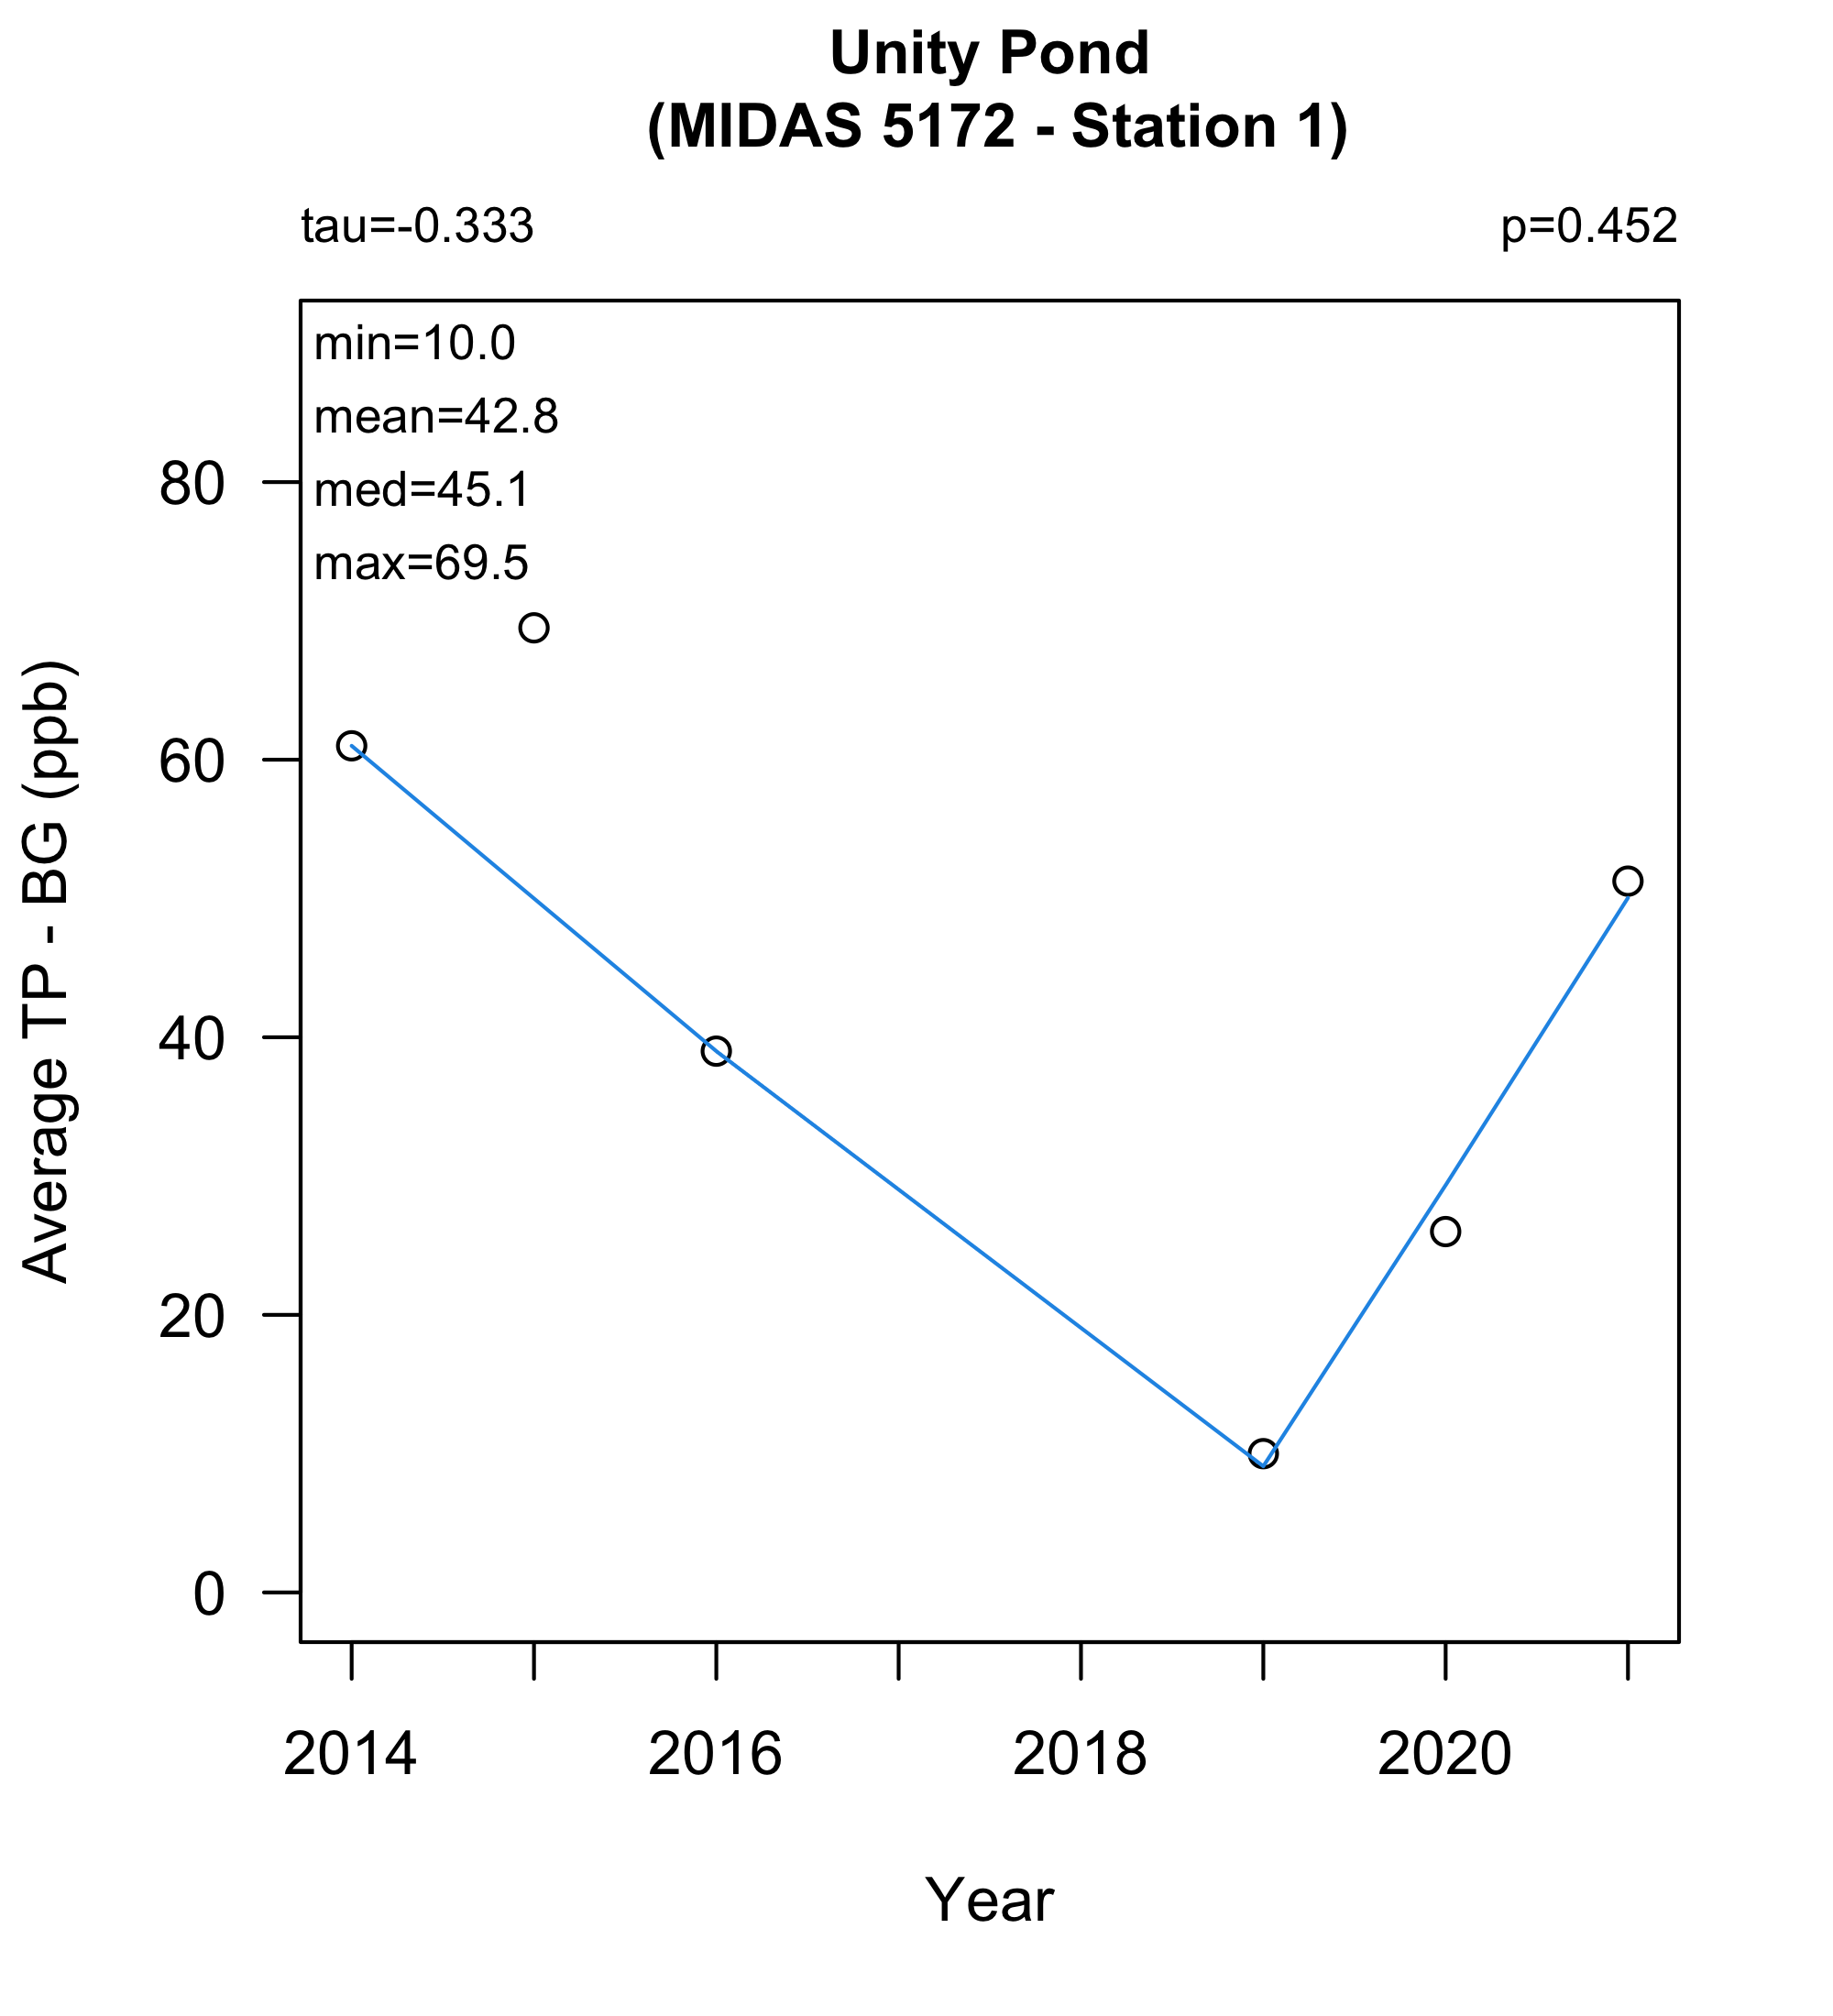 Unity Pond
(MIDAS 5172 - Station 1)
tau=-0.333
p=0.452
min=10.0
mean=42.8
med=45.1
max=69.5
Average TP - BG (ppb)
80
60
40
20
0
2014
2016
2018
2020
Year